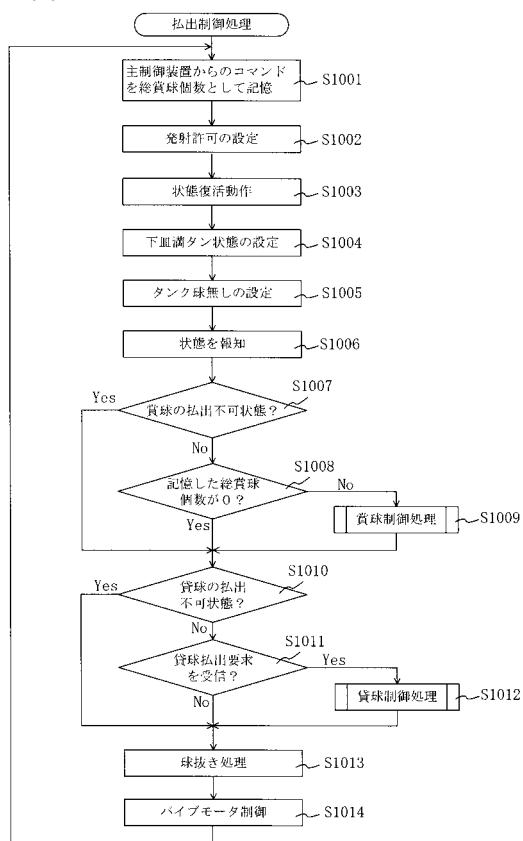 払出制御処理
主制御装置からのコマンド
を総賞球個数として記憶
S1001
発射許可の設定
S1002
状態復活動作
S1003
下皿満タン状態の設定
S1004
タンク球無しの設定
S1005
状態を報知
S1006
S1007
Yes
賞球の払出不可状態?
No
S1008
記憶した総賞球
個数が0?
No
Yes
賞球制御処理
S1009
S1010
Yes
貸球の払出
不可状態?
No
S1011
貸球払出要求
を受信?
Yes
No
貸球制御処理
S1012
球抜き処理
S1013
バイブモータ制御
S1014